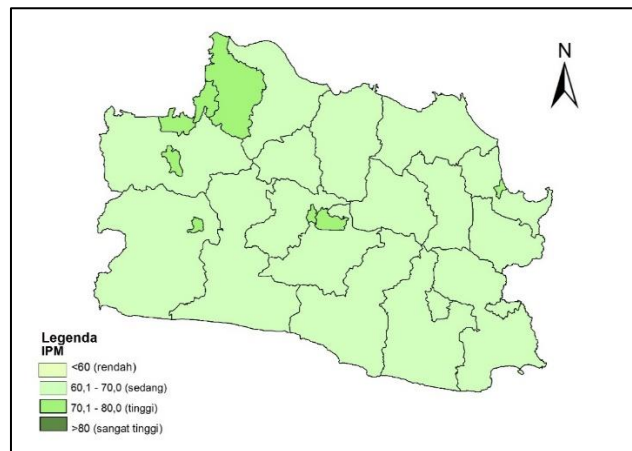 N
Legenda
IPM
<60 (rendah)
60,1 - 70,0 (sedang)
70,1 - 80,0 (tinggi)
>80 (sangat tinggi)